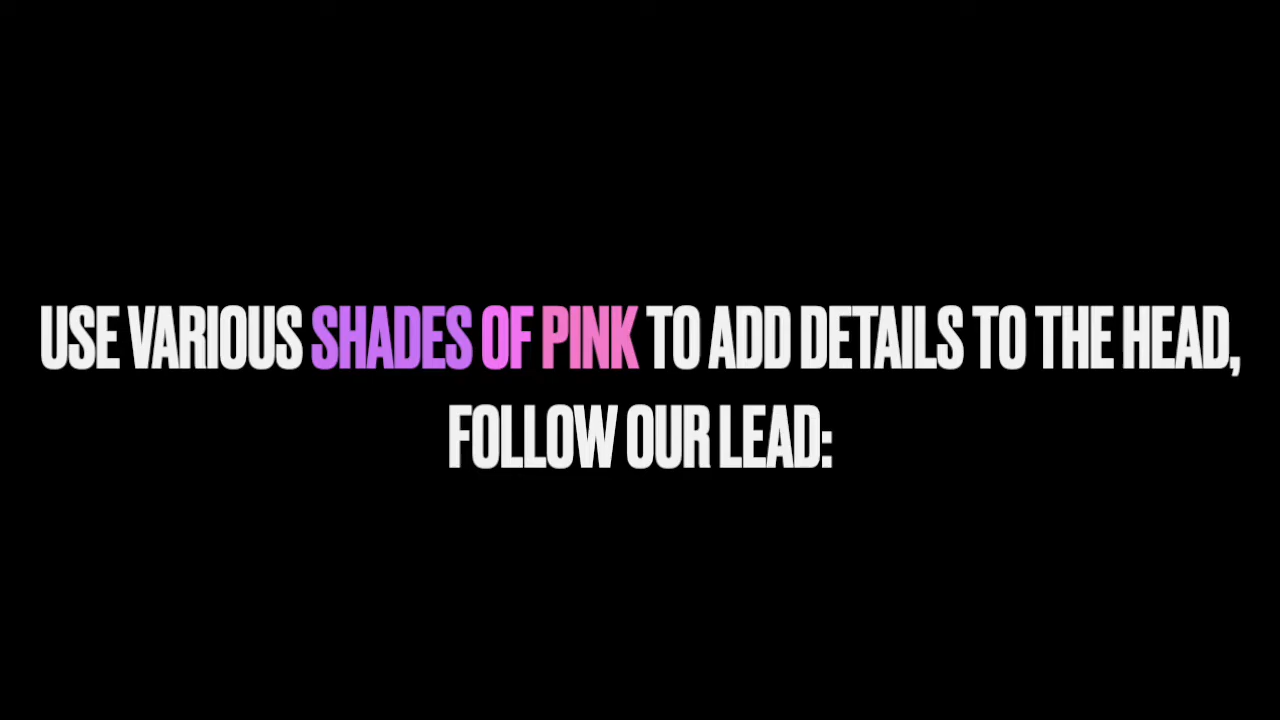 USE VARIOUS SHADES OF PINK TO ADD DETAILS TO THE HEAD,
FOLLOW OUR LEAD: